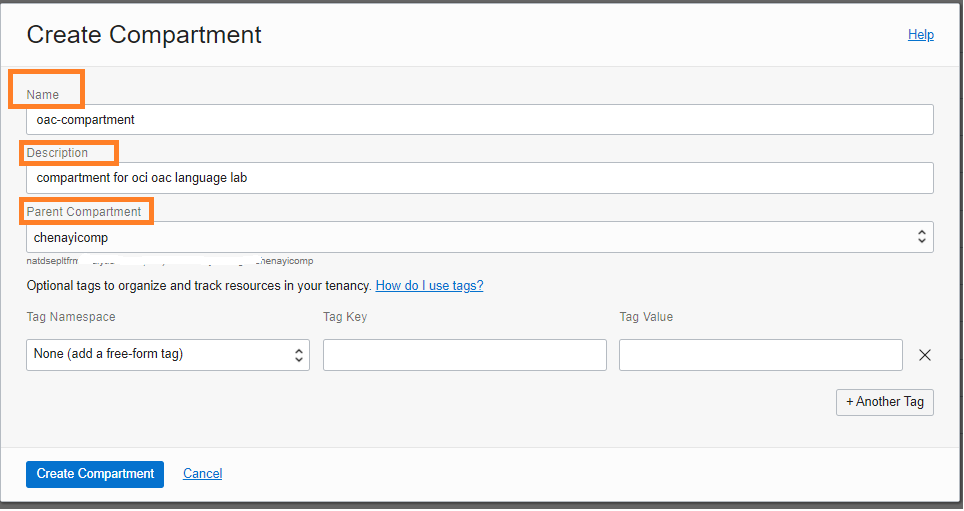 Create Compartment
Help
Name
oac-compartment
Description
compartment for oci oac language lab
Parent Compartment
chenayicomp
chenayicomp
Optional tags to organize and track resources in your tenancy. How do I use tags?
Tag Namespace Tag Key Tag Value
None (add a free-form tag)
+ Another Tag
Create Compartment Cancel